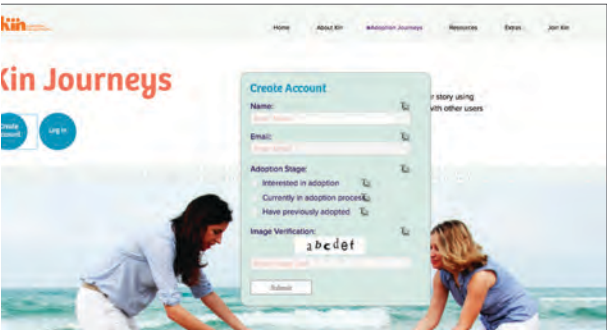 kin
Home About Kin Adoption Journeys Resources Extras Join Kin
Kin Journeys
Create Account
Log in
r story using
with other users
Create Account
Name:
Email:
Adoption Stage:
Interested in adoption
Currently in adoption process
Have previously adopted
Image Verification:
abcdef
Submit